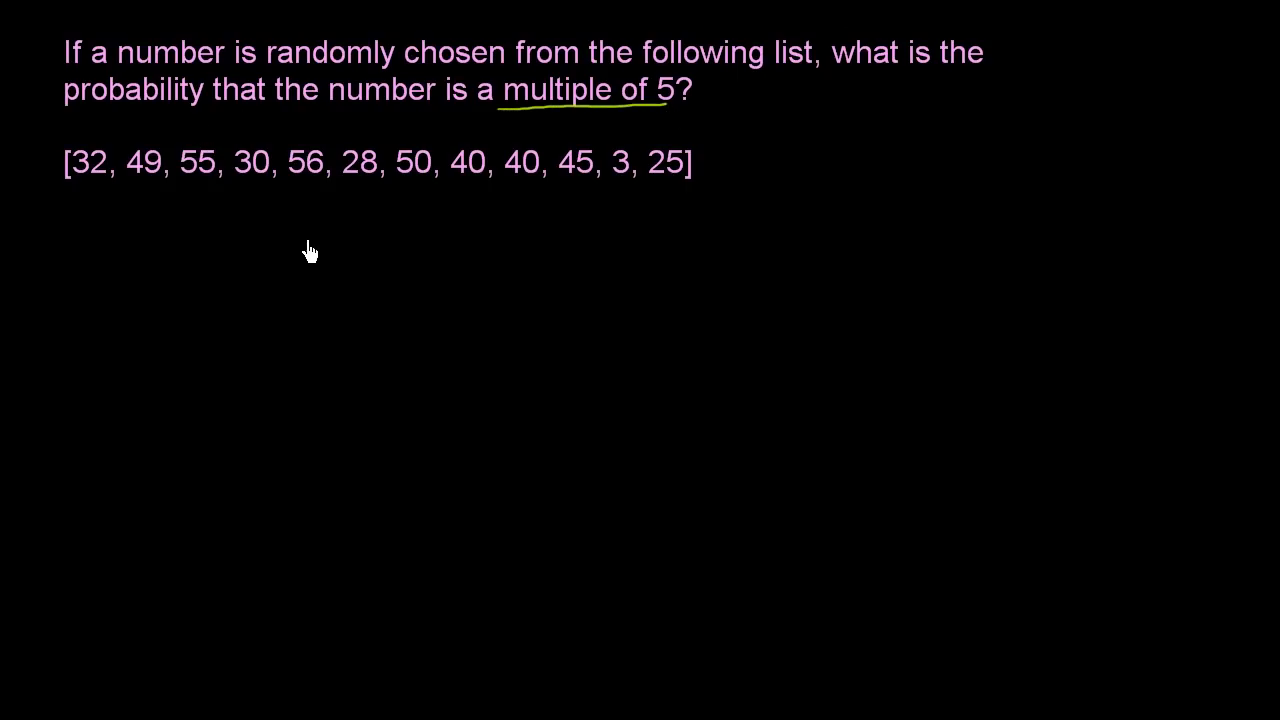 If a number is randomly chosen from the following list, what is the
probability that the number is a multiple of 5?
[32, 49, 55, 30, 56, 28, 50, 40, 40, 45, 3, 25]